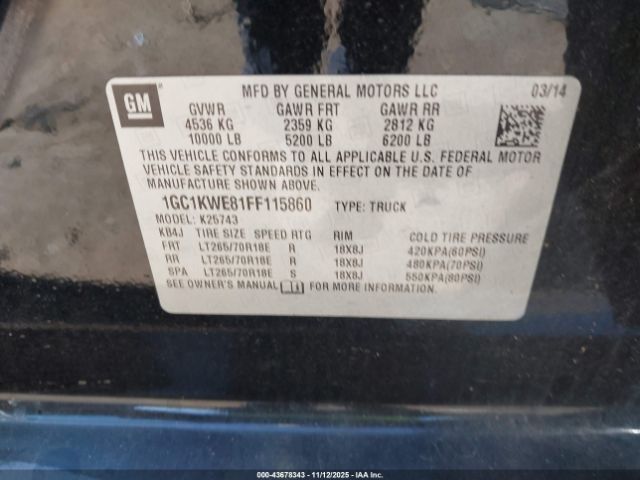 GM
MFD BY GENERAL MOTORS LLC 03/14
GVWR GAWR FRT GAWR RR
4536 KG 2359 KG 2812 KG
10000 LB 5200 LB 6200 LB
THIS VEHICLE CONFORMS TO ALL APPLICABLE U.S. FEDERAL MOTOR
VEHICLE SAFETY STANDARDS IN EFFECT ON THE DATE OF
MANUFACTURE SHOWN ABOVE.
1GC1KWE81FF115860 TYPE: TRUCK
MODEL: K25743
KB4J TIRE SIZE SPEED RTG RIM COLD TIRE PRESSURE
FRT LT265/70R18E R 18X8J 420KPA(60PSI)
RR LT265/70R18E R 18X8J 480KPA(70PSI)
SPA LT265/70R18E S 18X8J 550KPA(80PSI)
SEE OWNER'S MANUAL FOR MORE INFORMATION.
000-43678343 - 11/12/2025 - IAAI.COM